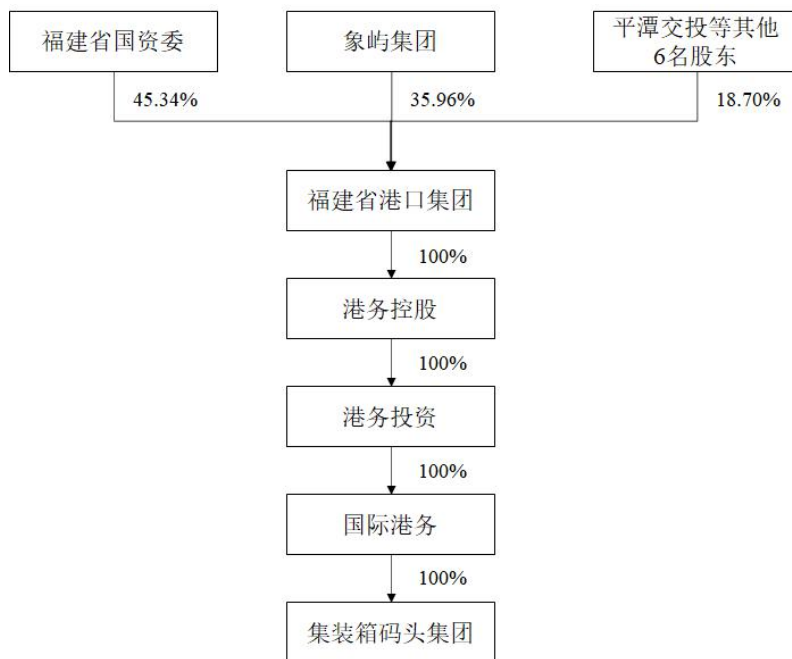 福建省国资委
象屿集团
平潭交投等其他
6名股东
45.34%
35.96%
18.70%
福建省港口集团
100%
港务控股
100%
港务投资
100%
国际港务
100%
集装箱码头集团